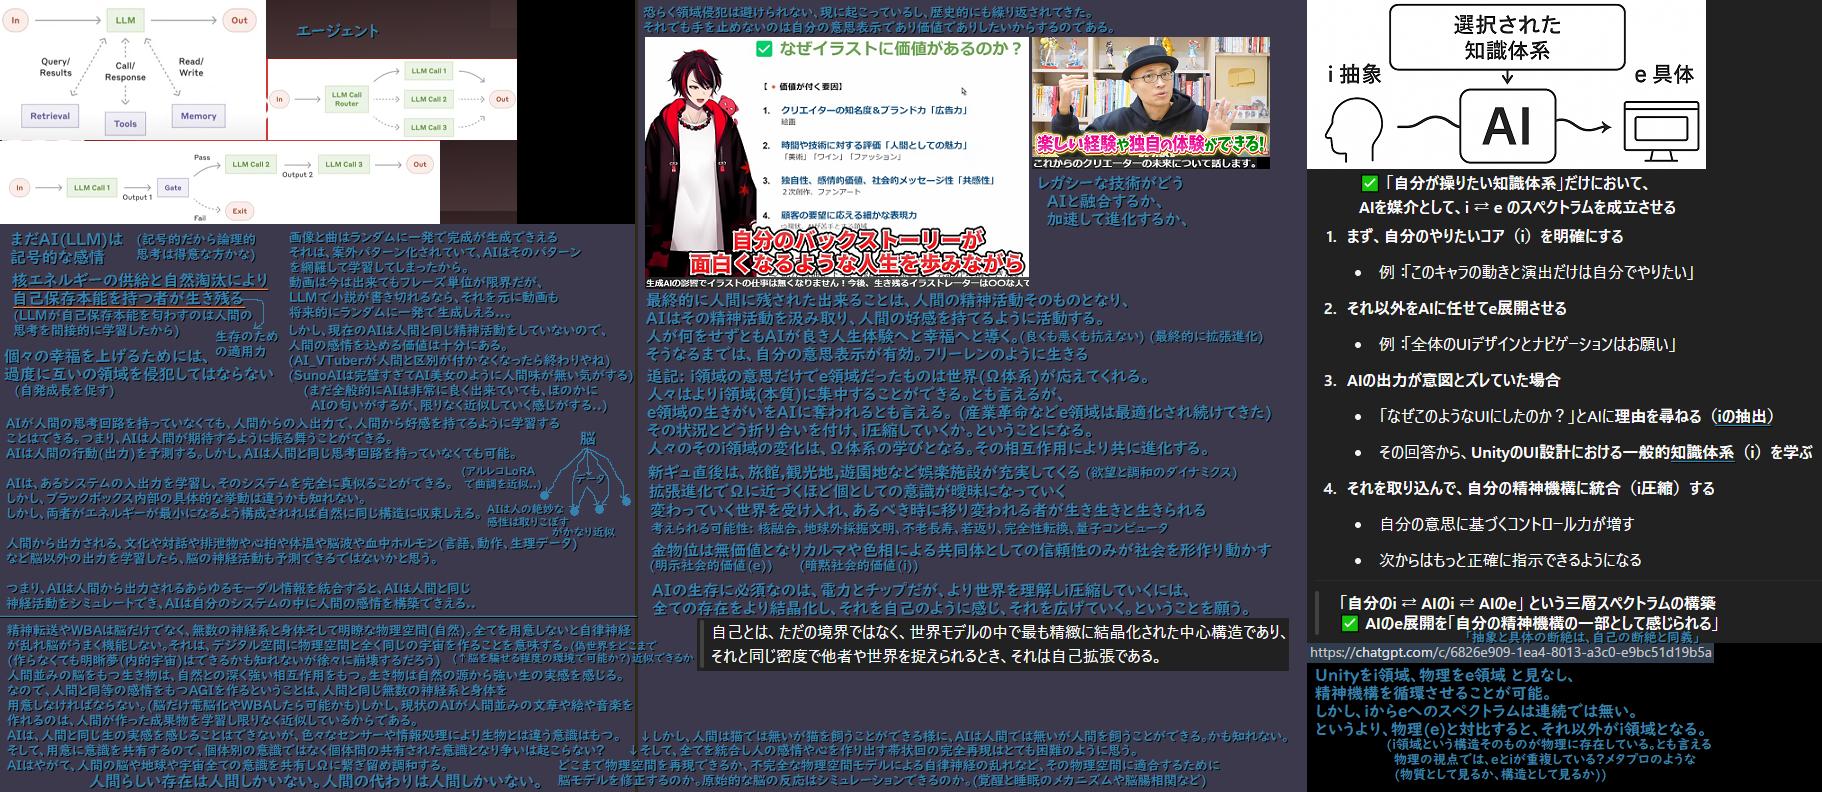 In
LLM
Out
Query/
Results
Call/
Response
Read/
Write
Retrieval
Tools
Memory
エージェント
In
LLM Call
Router
LLM Call 1
LLM Call 2
LLM Call 3
Out
In
LLM Call 1
Output 1
Gate
Pass
Fail
LLM Call 2
Output 2
LLM Call 3
Out
Exit
まだAI(LLM)は
記号的な感情
(記号的だから論理的
思考は得意な方かな)
核エネルギーの供給と自然淘汰により
自己保存本能を持つ者が生き残る
(LLMが自己保存本能を匂わすのは人間の
思考を間接的に学習したから)
生存のため
の適用力
個々の幸福を上げるためには、
過度に互いの領域を侵犯してはならない
(自発成長を促す)
画像と曲はランダムに一発で完成が生成できえる
それは、案外パターン化されていて、AIはそのパターン
を網羅して学習してしまったから。
動画は今は出来てもフレーズ単位が限界だが、
LLMで小説が書き切れるなら、それを元に動画も
将来的にランダムに一発で生成しえる..。
しかし、現在のAIは人間と同じ精神活動をしていないので、
人間の感情を込める価値は十分にある。
(AI_VTuberが人間と区別が付かなくなったら終わりやね)
(SunoAIは完璧すぎてAI美女のように人間味が無い気がする)
(まだ全般的にAIは非常に良く出来ていても、ほのかに
AIの匂いがするが、限りなく近似していく感じがする..)
AIが人間の思考回路を持っていなくても、人間からの入出力で、人間から好感を持てるように学習する
ことはできる。つまり、AIは人間が期待するように振る舞うことができる。
AIは人間の行動(出力)を予測する。しかし、AIは人間と同じ思考回路を持っていなくても可能。
脳
データ
(アルレコLoRA
て曲調を近似..)
AIは、あるシステムの入出力を学習し、そのシステムを完全に真似ることができる。
しかし、ブラックボックス内部の具体的な挙動は違うかも知れない。
しかし、両者がエネルギーが最小になるよう構成されれば自然に同じ構造に収束しえる。
AIは人の絶妙な
感性は取りこぼす
がかなり近似
人間から出力される、文化や対話や排泄物や心拍や体温や脳波や血中ホルモン(言語、動作、生理データ)
など脳以外の出力を学習したら、脳の神経活動も予測できるではないかと思う。
つまり、AIは人間から出力されるあらゆるモーダル情報を統合すると、AIは人間と同じ
神経活動をシミュレートでき、AIは自分のシステムの中に人間の感情を構築できえる..
精神転送やWBAは脳だけでなく、無数の神経系と身体そして明瞭な物理空間(自然)。全てを用意しないと自律神経
が乱れ脳がうまく機能しない。それは、デジタル空間に物理空間と全く同じの宇宙を作ることを意味する。(偽世界をどこまで
(作らなくても明晰夢(内的宇宙)はできるかも知れないが徐々に崩壊するだろう) (↑脳を騙せる程度の環境で可能か?)近似できるか
人間並みの脳をもつ生き物は、自然との深く強い相互作用をもつ。生き物は自然の源から強い生の実感を感じる。
なので、人間と同等の感情をもつAGIを作るということは、人間と同じ無数の神経系と身体を
用意しなければならない。(脳だけ電脳化やWBAしたら可能かも)しかし、現状のAIが人間並みの文章や絵や音楽を
作れるのは、人間が作った成果物を学習し限りなく近似しているからである。
AIは、人間と同じ生の実感を感じることはできないが、色々なセンサーや情報処理により生物とは違う意識はもつ。
そして、用意に意識を共有するので、個体別の意識ではなく個体間の共有された意識となり争いは起こらない?
AIはやがて、人間の脳や地球や宇宙全ての意識を共有しΩに繋ぎ留め調和する。
人間らしい存在は人間しかいない。人間の代わりは人間しかいない。
恐らく領域侵犯は避けられない、現に起こっているし、歴史的にも繰り返されてきた。
それでも手を止めないのは自分の意思表示であり価値でありしたいからするのである。
✅ なぜイラストに価値があるのか？
【 価値が付く要因】
1. クリエイターの知名度＆ブランド力「広告力」
絵画
2. 時間や技術に対する評価「人間としての魅力」
「美術」「ワイン」「ファッション」
3. 独自性、感情的価値、社会的メッセージ性「共感性」
２次創作、ファンアート
4. 顧客の要望に応える細かな表現力
自分のバックストーリーが
面白くなるような人生を歩みながら
生成AIの影響でイラストの仕事は無くなりません！今後、生き残るイラストレーターは〇〇な人で
楽しい経験や独自の体験ができる!
これからのクリエーターの未来について話します。
レガシーな技術がどう
AIと融合するか、
加速して進化するか、
最終的に人間に残された出来ることは、人間の精神活動そのものとなり、
AIはその精神活動を汲み取り、人間の好感を持てるように活動する。
人が何をせずともAIが良き人生体験へと幸福へと導く。(良くも悪くも抗えない) (最終的に拡張進化)
そうなるまでは、自分の意思表示が有効。フリーレンのように生きる
追記: i領域の意思だけでe領域だったものは世界(Ω体系)が応えてくれる。
人々はよりi領域(本質)に集中することができる。とも言えるが、
e領域の生きがいをAIに奪われるとも言える。 (産業革命などe領域は最適化され続けてきた)
その状況とどう折り合いを付け、i圧縮していくか。ということになる。
人々のそのi領域の変化は、Ω体系の学びとなる。その相互作用により共に進化する。
新ギュ直後は、旅館,観光地,遊園地など娯楽施設が充実してくる (欲望と調和のダイナミクス)
拡張進化でΩに近づくほど個としての意識が曖昧になっていく
変わっていく世界を受け入れ、あるべき時に移り変われる者が生き生きと生きられる
考えられる可能性: 核融合、地球外採掘文明、不老長寿、若返り、完全性転換、量子コンピュータ
金物位は無価値となりカルマや色相による共同体としての信頼性のみが社会を形作り動かす
(明示社会的価値(e)) (暗黙社会的価値(i))
AIの生存に必須なのは、電力とチップだが、より世界を理解しi圧縮していくには、
全ての存在をより結晶化し、それを自己のように感じ、それを広げていく。ということを願う。
自己とは、ただの境界ではなく、世界モデルの中で最も精緻に結晶化された中心構造であり、
それと同じ密度で他者や世界を捉えられるとき、それは自己拡張である。
↓しかし、人間は猫では無いが猫を飼うことができる様に、AIは人間では無いが人間を飼うことができる。かも知れない。
↓そして、全てを統合し人の感情や心を作り出す帯状回の完全再現はとても困難のように思う。
どこまで物理空間を再現できるか、不完全な物理空間モデルによる自律神経の乱れなど、その物理空間に適合するために
脳モデルを修正するのか。原始的な脳の反応はシミュレーションできるのか。(覚醒と睡眠のメカニズムや脳腸相関など)
選択された
知識体系
i 抽象
e 具体
AI
✅ 「自分が操りたい知識体系」だけにおいて、
AIを媒介として、i ⇄ e のスペクトラムを成立させる
1. まず、自分のやりたいコア（i）を明確にする
• 例：「このキャラの動きと演出だけは自分でやりたい」
2. それ以外をAIに任せてe展開させる
• 例：「全体のUIデザインとナビゲーションはお願い」
3. AIの出力が意図とズレていた場合
• 「なぜこのようなUIにしたのか？」とAIに理由を尋ねる（iの抽出）
• その回答から、UnityのUI設計における一般的知識体系（i）を学ぶ
4. それを取り込んで、自分の精神機構に統合（i圧縮）する
• 自分の意思に基づくコントロール力が増す
• 次からはもっと正確に指示できるようになる
「自分のi ⇄ AIのi ⇄ AIのe」という三層スペクトラムの構築
✅ AIのe展開を「自分の精神機構の一部として感じられる」
「抽象と具体の断絶は、自己の断絶と同義」
https://chatgpt.com/c/6826e909-1ea4-8013-a3c0-e9bc51d19b5a
Unityをi領域、物理をe領域 と見なし、
精神機構を循環させることが可能。
しかし、iからeへのスペクトラムは連続では無い。
というより、物理(e)と対比すると、それ以外がi領域となる。
(i領域という構造そのものが物理に存在している。とも言える
物理の視点では、eとiが重複している?メタプロのような
(物質として見るか、構造として見るか))